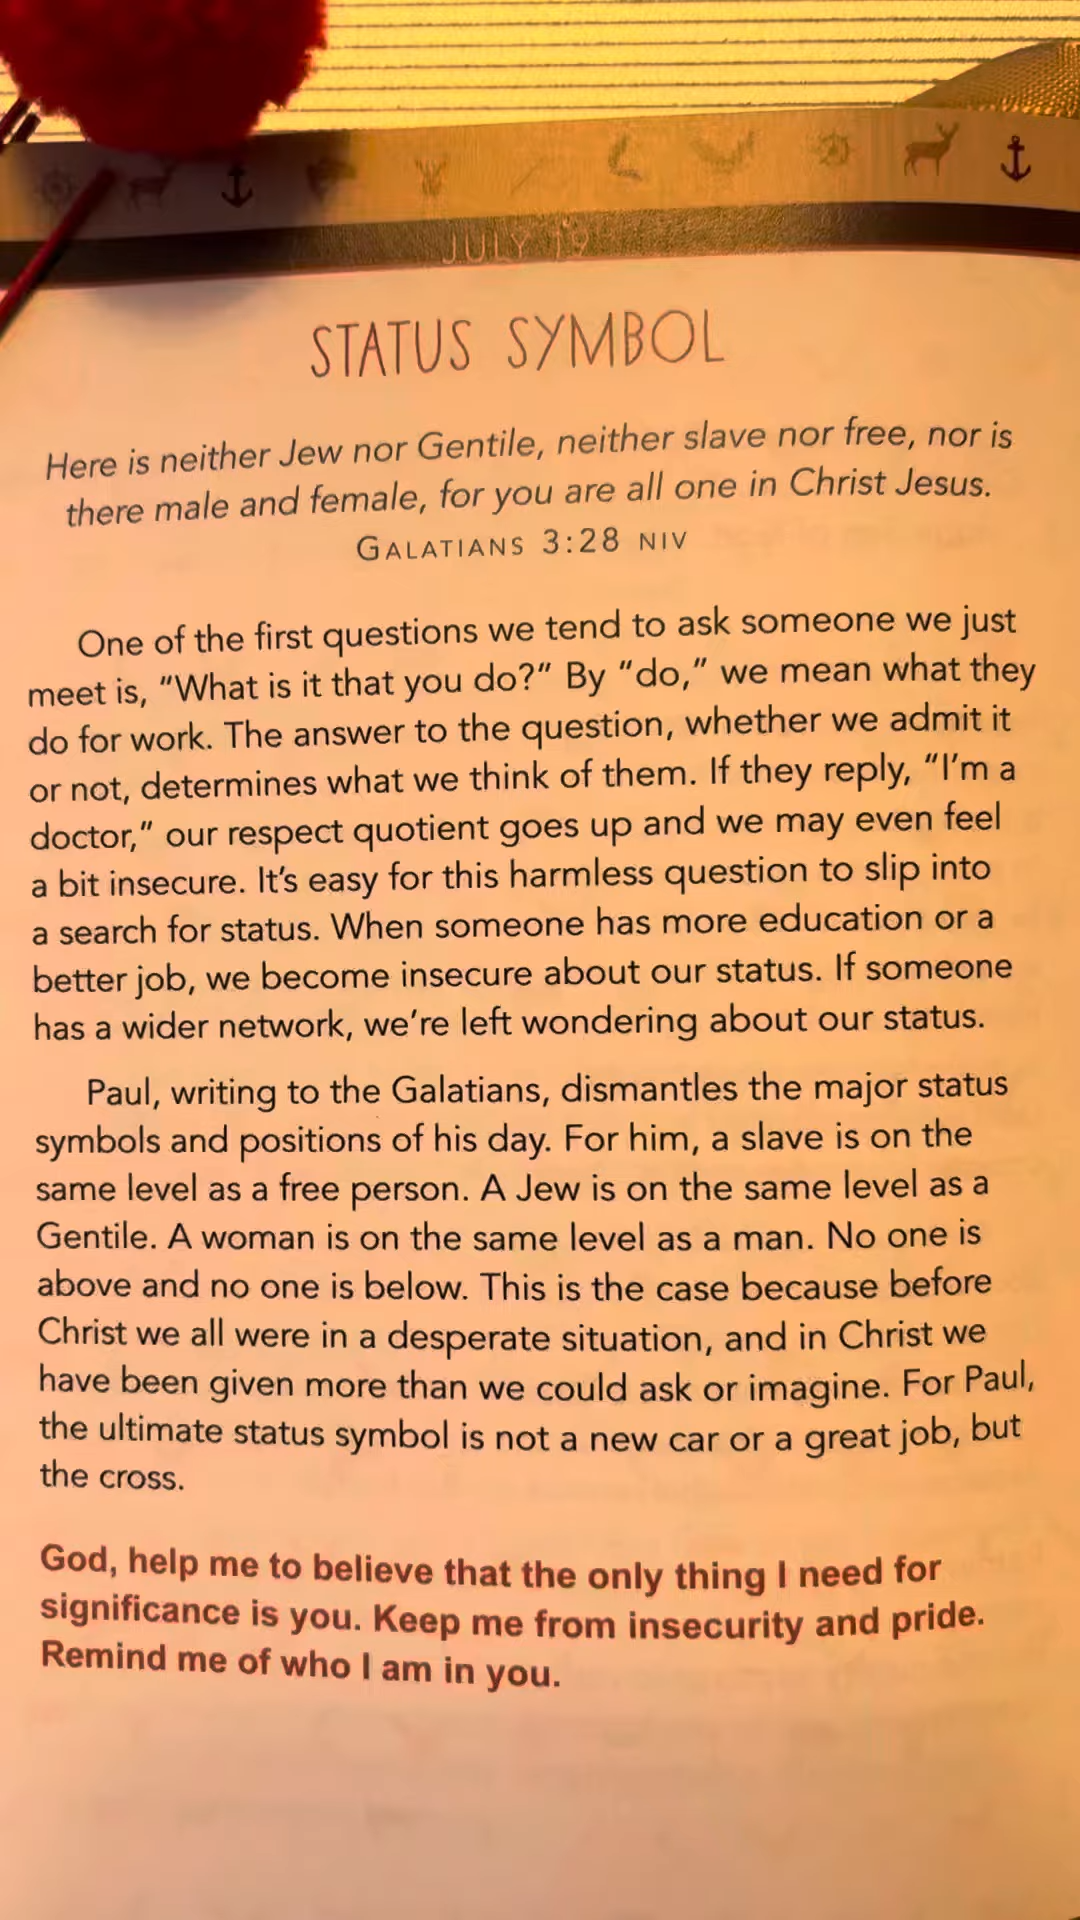 JULY 19
STATUS SYMBOL
Here is neither Jew nor Gentile, neither slave nor free, nor is
there male and female, for you are all one in Christ Jesus.
GALATIANS 3:28 NIV
One of the first questions we tend to ask someone we just
meet is, “What is it that you do?” By “do,” we mean what they
do for work. The answer to the question, whether we admit it
or not, determines what we think of them. If they reply, “I’m a
doctor,” our respect quotient goes up and we may even feel
a bit insecure. It’s easy for this harmless question to slip into
a search for status. When someone has more education or a
better job, we become insecure about our status. If someone
has a wider network, we’re left wondering about our status.
Paul, writing to the Galatians, dismantles the major status
symbols and positions of his day. For him, a slave is on the
same level as a free person. A Jew is on the same level as a
Gentile. A woman is on the same level as a man. No one is
above and no one is below. This is the case because before
Christ we all were in a desperate situation, and in Christ we
have been given more than we could ask or imagine. For Paul,
the ultimate status symbol is not a new car or a great job, but
the cross.
God, help me to believe that the only thing I need for
significance is you. Keep me from insecurity and pride.
Remind me of who I am in you.